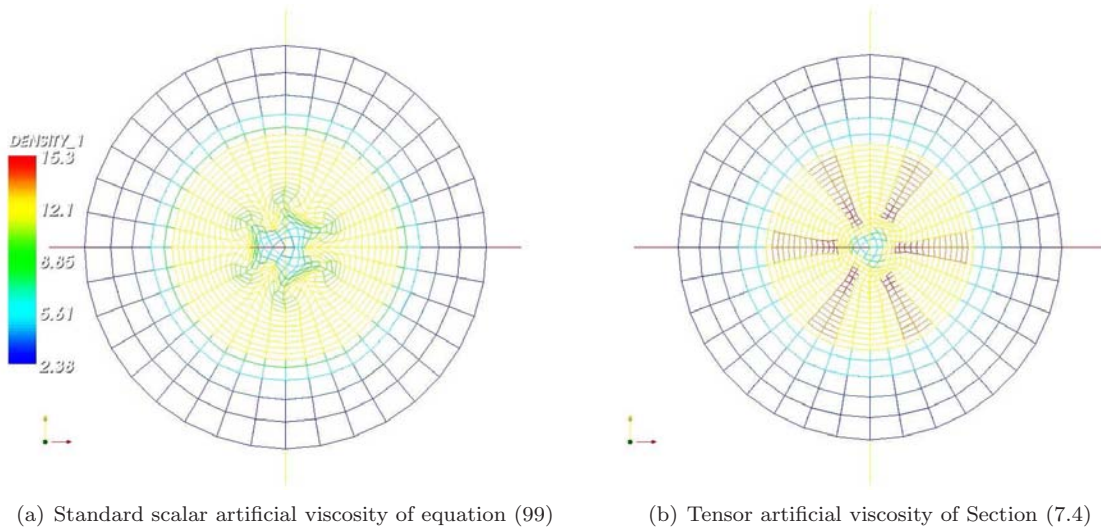 DENSITY_1
15.3
12.1
8.85
5.61
2.38
(a) Standard scalar artificial viscosity of equation (99)
(b) Tensor artificial viscosity of Section (7.4)